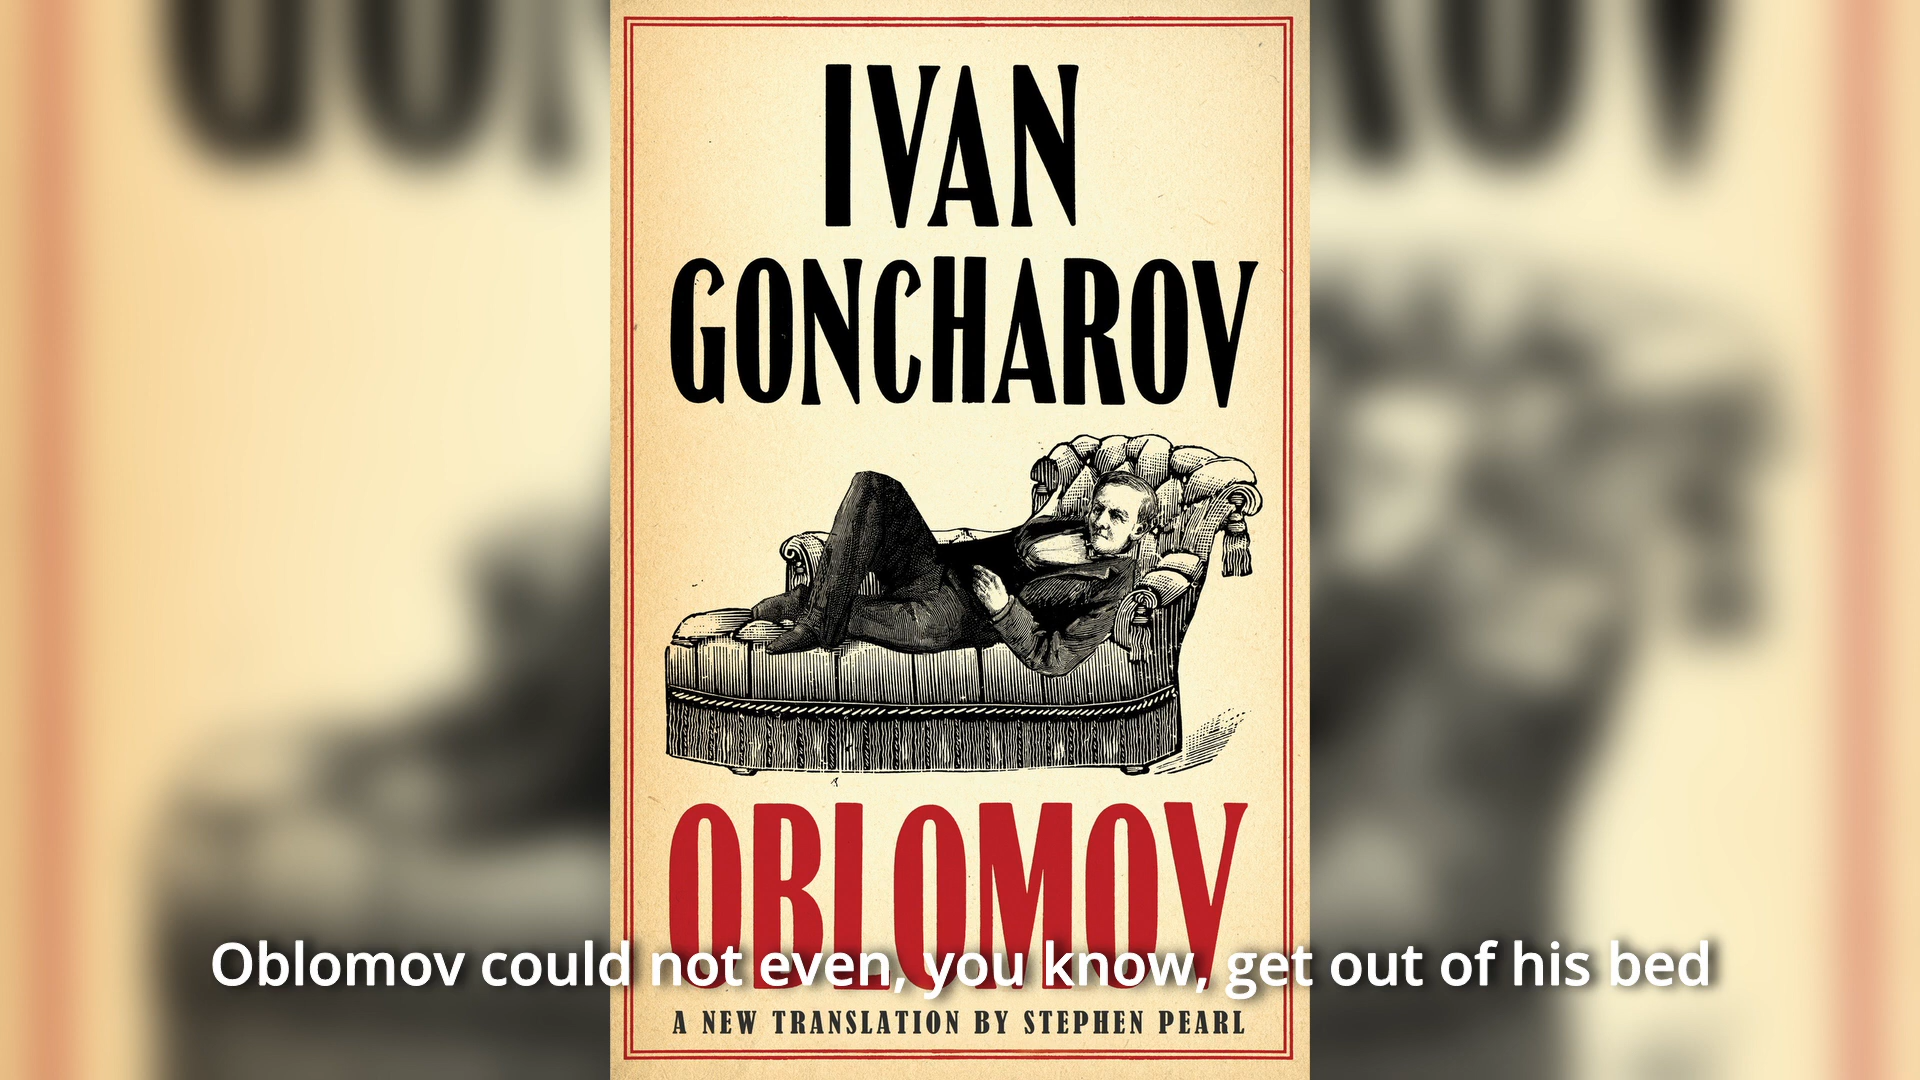 IVAN
GONCHAROV
OBLOMOV
Oblomov could not even, you know, get out of his bed
A NEW TRANSLATION BY STEPHEN PEARL